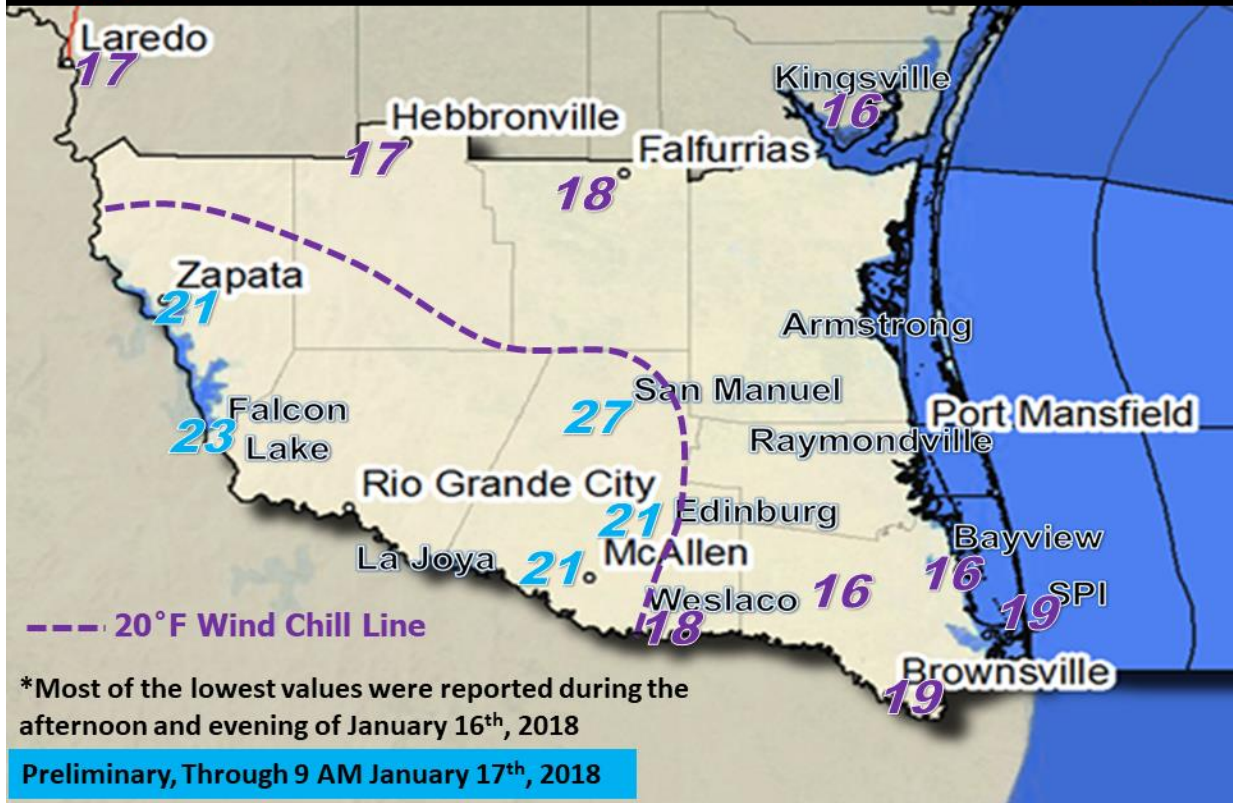 Laredo
17
Kingsville
16
Hebbronville
17
Falfurrias
18
Zapata
21
Armstrong
San Manuel
27
Falcon
Lake
23
Port Mansfield
Raymondville
Rio Grande City
21
Edinburg
La Joya
21
McAllen
Bayview
16
Weslaco
18
16
SPI
19
Brownsville
19
20°F Wind Chill Line
*Most of the lowest values were reported during the
afternoon and evening of January 16th, 2018
Preliminary, Through 9 AM January 17th, 2018